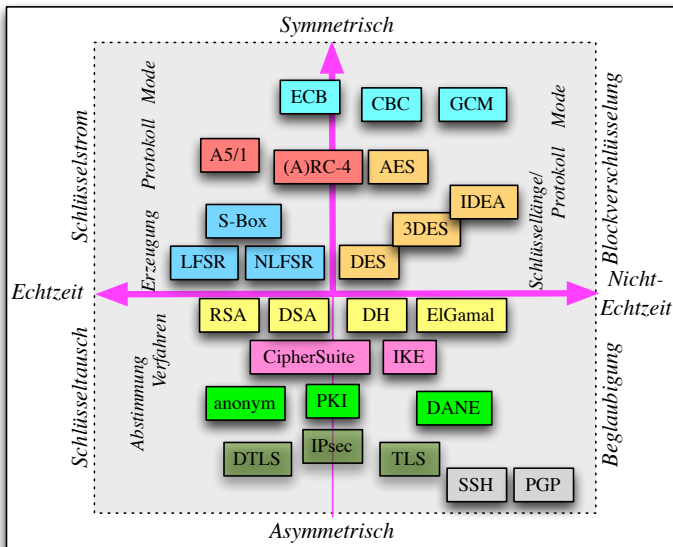 Symmetrisch
Schlüsselstrom
Protokoll Mode
Erzeugung
ECB
CBC
GCM
Mode
Blockverschlüsselung
A5/1
(A)RC-4
AES
Schlüssellänge/
Protokoll
IDEA
S-Box
3DES
LFSR
NLFSR
DES
Echtzeit
Nicht-
Echtzeit
RSA
DSA
DH
ElGamal
Schlüsseltausch
Abstimmung
Verfahren
CipherSuite
IKE
Beglaubigung
anonym
PKI
DANE
DTLS
IPsec
TLS
SSH
PGP
Asymmetrisch